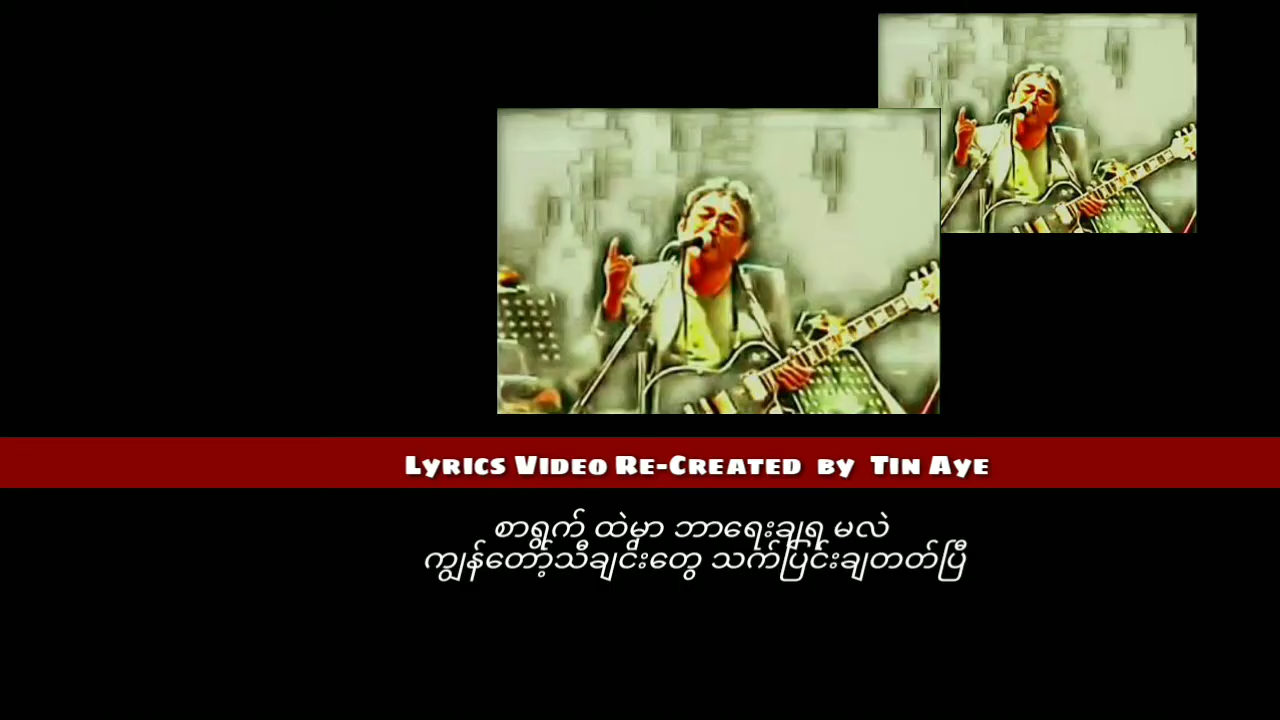 Lyrics Video Re-Created by Tin Aye
စာရွက် ထဲမှာ ဘာရေးချရ မလဲ
ကျွန်တော့်သီချင်းတွေ သက်ပြင်းချတတ်ပြီ